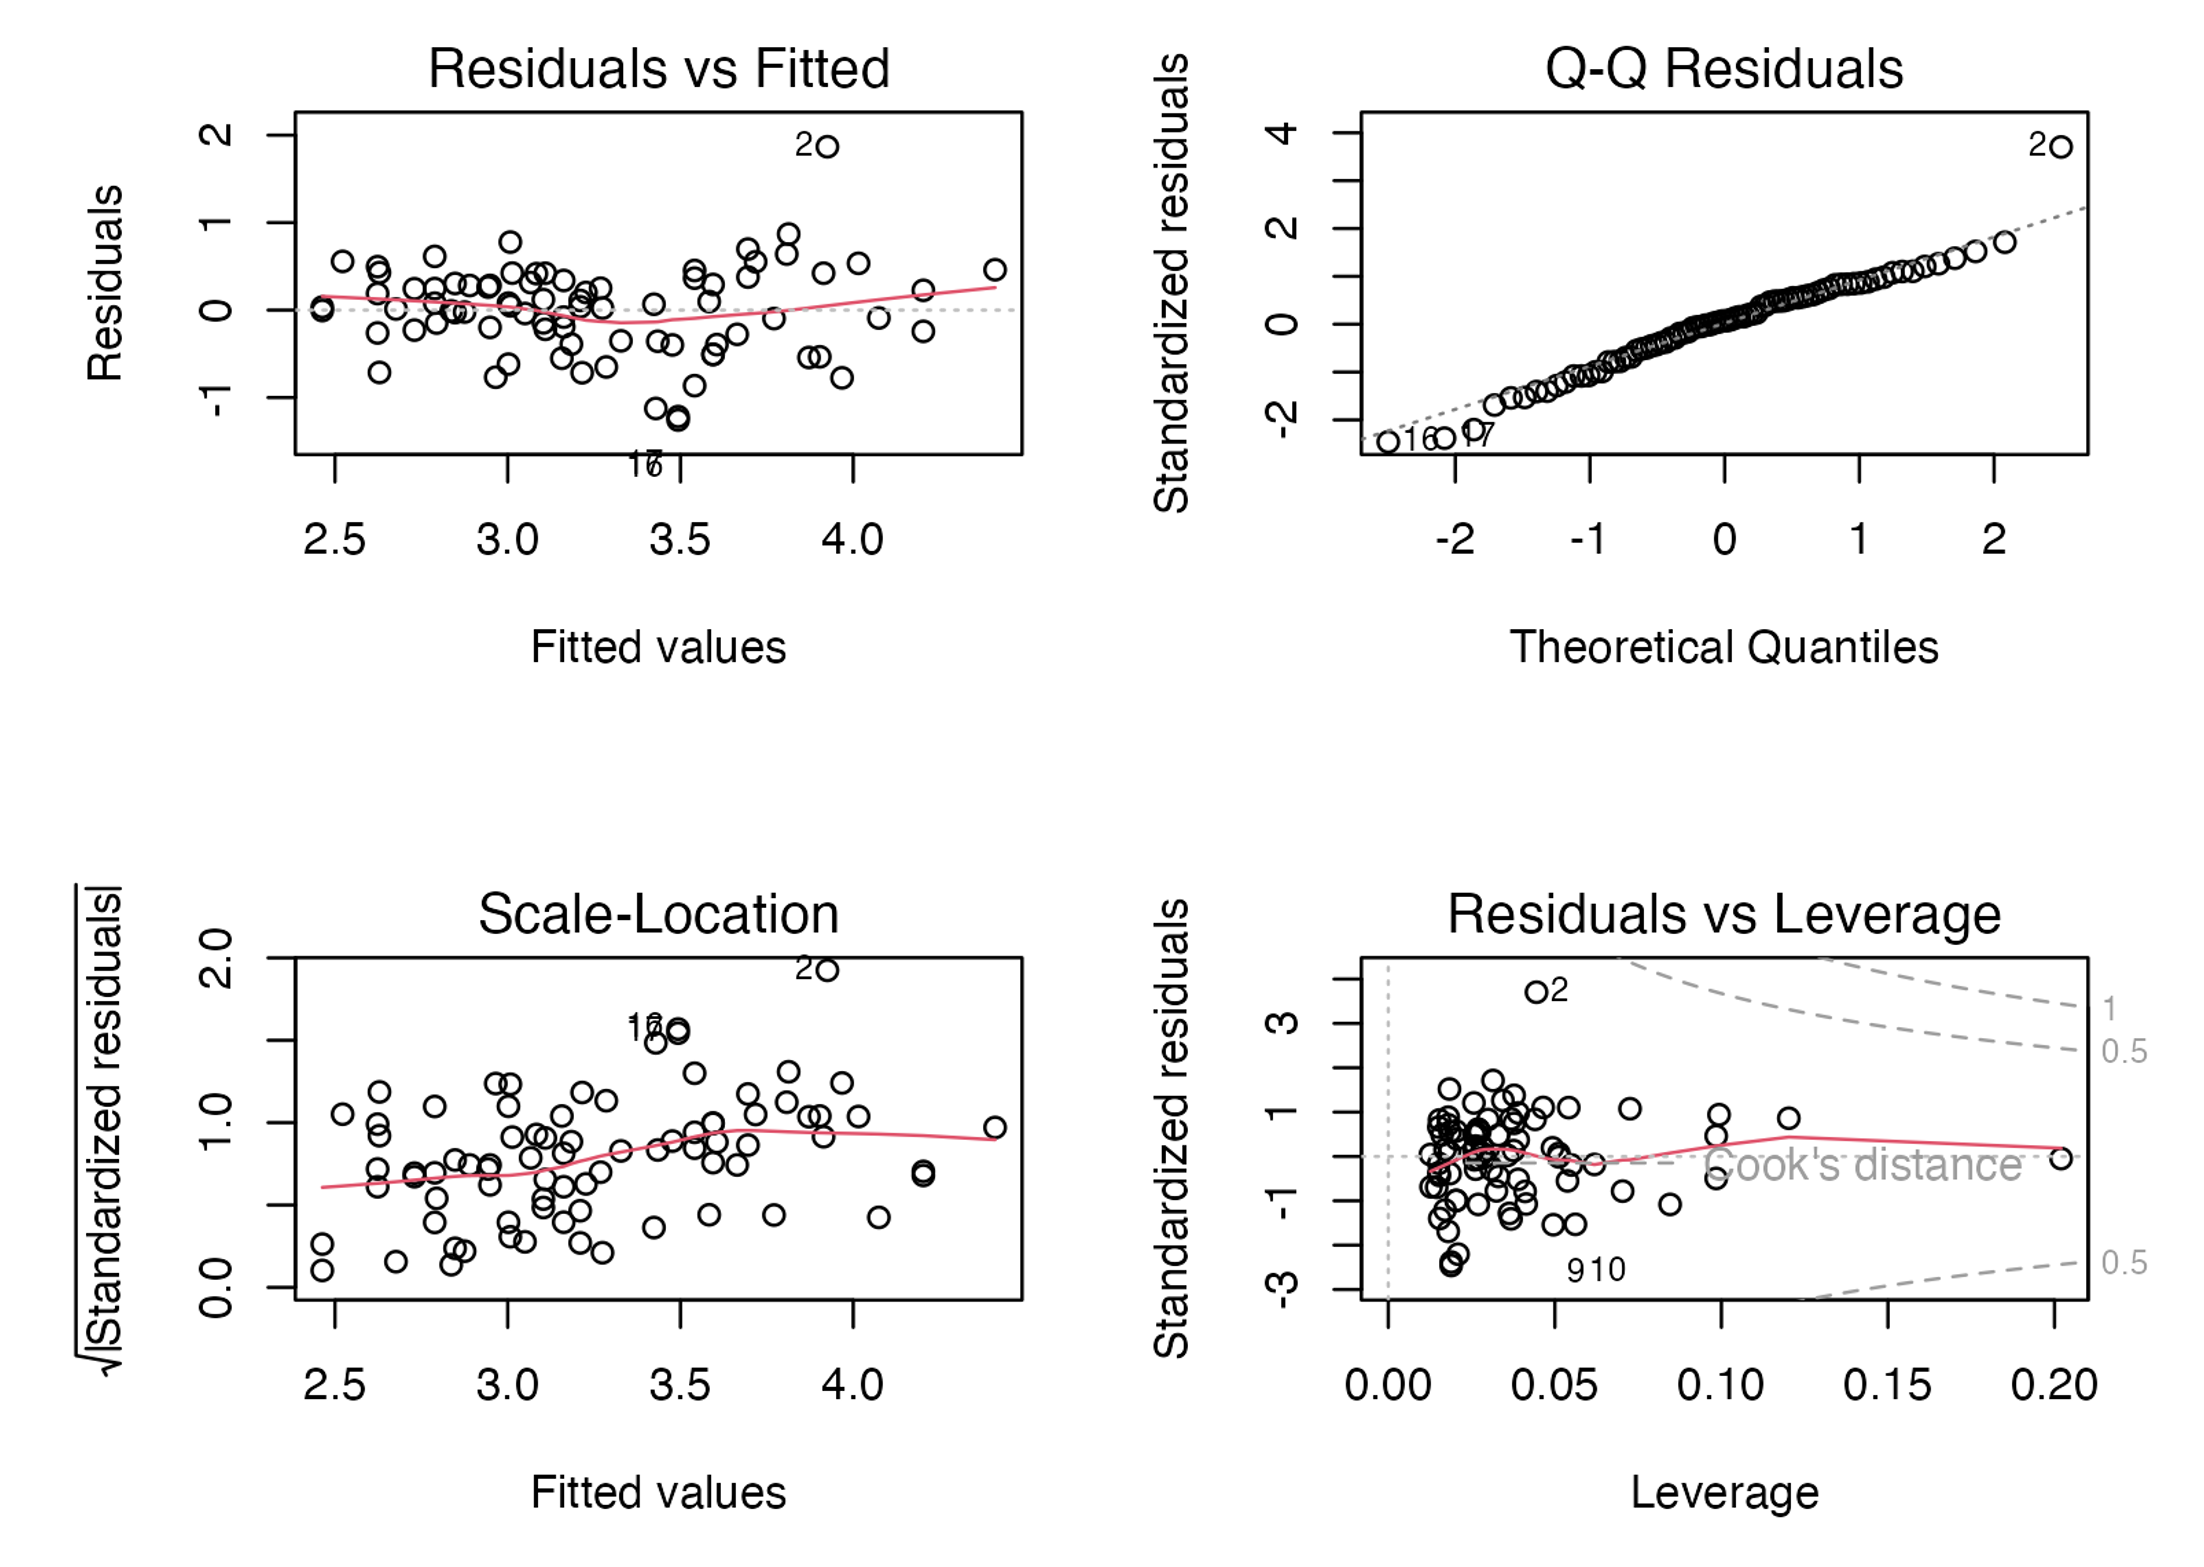 Residuals vs Fitted
Residuals
2
1
0
-1
2
2.5 3.0 3.5 4.0
Fitted values
Q-Q Residuals
Standardized residuals
4
2
0
-2
2
16 17
-2 -1 0 1 2
Theoretical Quantiles
Scale-Location
√|Standardized residuals|
2.0
1.0
0.0
2
2.5 3.0 3.5 4.0
Fitted values
Residuals vs Leverage
Standardized residuals
3
1
-1
-3
2
1
0.5
Cook's distance
910
0.5
0.00 0.05 0.10 0.15 0.20
Leverage